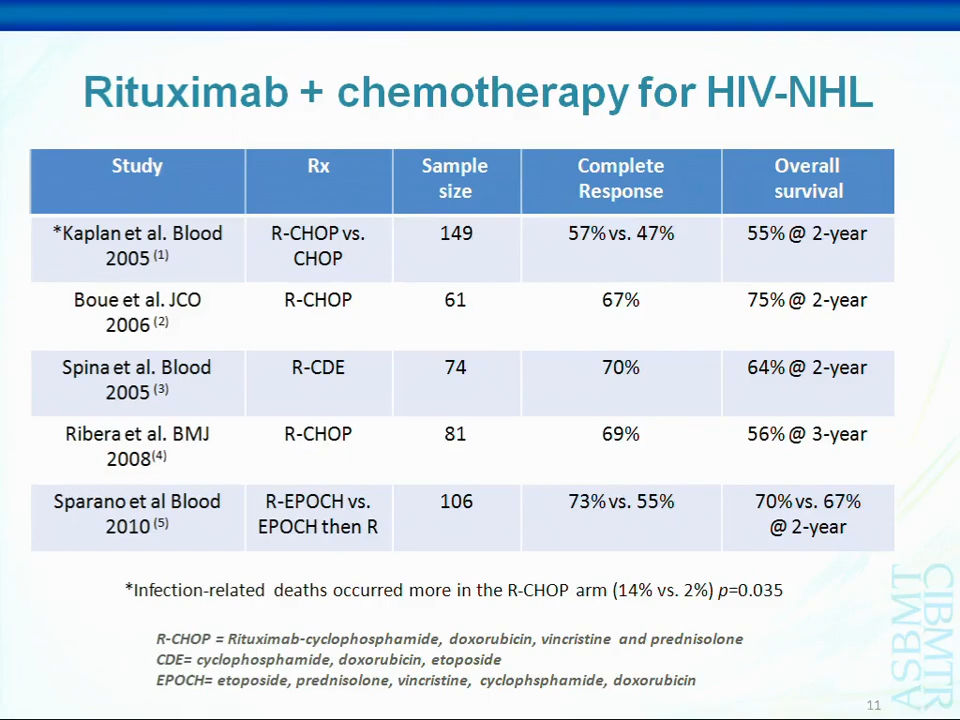 Rituximab + chemotherapy for HIV-NHL
Study Rx Sample size Complete Response Overall survival
*Kaplan et al. Blood 2005 (1) R-CHOP vs. CHOP 149 57% vs. 47% 55% @ 2-year
Boue et al. JCO 2006 (2) R-CHOP 61 67% 75% @ 2-year
Spina et al. Blood 2005 (3) R-CDE 74 70% 64% @ 2-year
Ribera et al. BMJ 2008(4) R-CHOP 81 69% 56% @ 3-year
Sparano et al Blood 2010 (5) R-EPOCH vs. EPOCH then R 106 73% vs. 55% 70% vs. 67% @ 2-year
*Infection-related deaths occurred more in the R-CHOP arm (14% vs. 2%) p=0.035
R-CHOP = Rituximab-cyclophosphamide, doxorubicin, vincristine and prednisolone
CDE= cyclophosphamide, doxorubicin, etoposide
EPOCH= etoposide, prednisolone, vincristine, cyclophsphamide, doxorubicin
ASBMT
CIBMTR
11